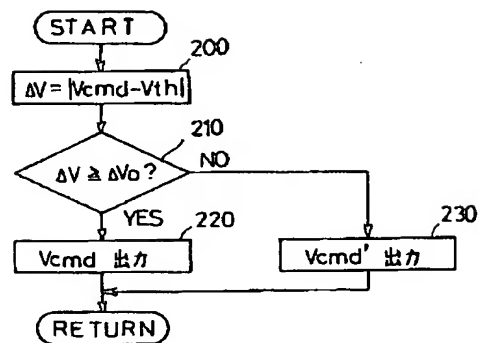 START
200
ΔV=|Vcmd-Vth|
210
ΔV≧ΔVo?
NO
YES
220
230
Vcmd 出力
Vcmd' 出力
RETURN